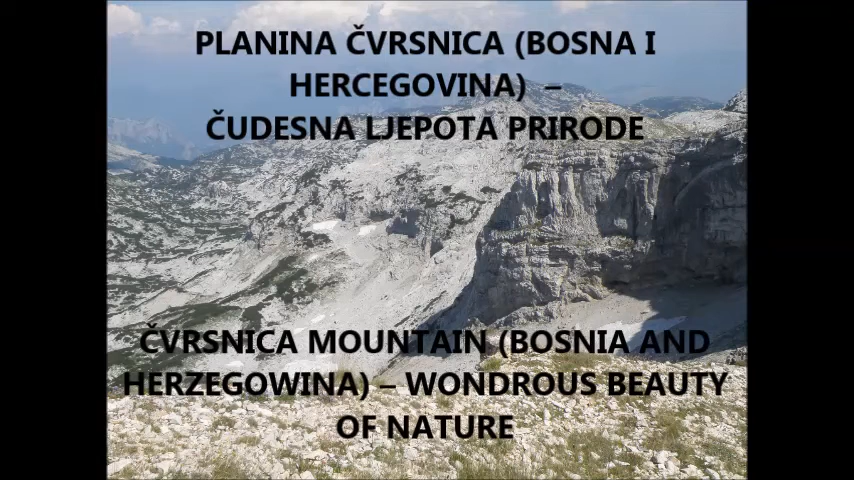 PLANINA ČVRSNICA (BOSNA I
HERCEGOVINA) –
ČUDESNA LJEPOTA PRIRODE
ČVRSNICA MOUNTAIN (BOSNIA AND
HERZEGOWINA) – WONDROUS BEAUTY
OF NATURE